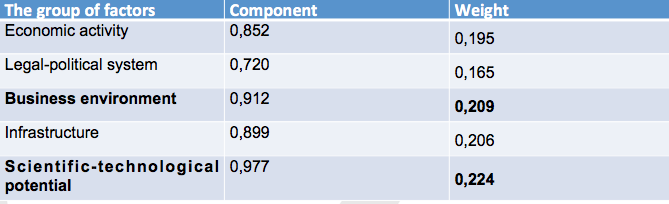 The group of factors Component Weight
Economic activity 0,852 0,195
Legal-political system 0,720 0,165
Business environment 0,912 0,209
Infrastructure 0,899 0,206
Scientific-technological 0,977 0,224
potential